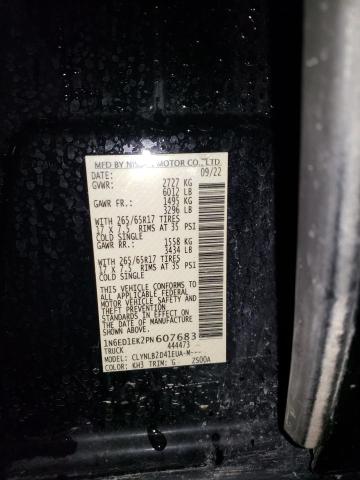 MFD BY NISSAN MOTOR CO., LTD.
DATE: 09/22
GVWR: 2727 KG
6012 LB
GAWR FR.: 1495 KG
3296 LB
WITH 265/65R17 TIRES
17 X 7.5 RIMS AT 35 PSI
COLD SINGLE
GAWR RR.: 1558 KG
3434 LB
WITH 265/65R17 TIRES
17 X 7.5 RIMS AT 35 PSI
COLD SINGLE
THIS VEHICLE CONFORMS TO
ALL APPLICABLE FEDERAL
MOTOR VEHICLE SAFETY AND
THEFT PREVENTION STANDARDS
IN EFFECT ON THE DATE OF
MANUFACTURE SHOWN ABOVE.
1N6ED1EK2PN607683
TRUCK 444473
MODEL: CLYNLB2D41EUA-M---
COLOR: KH3 TRIM: G 2S00A